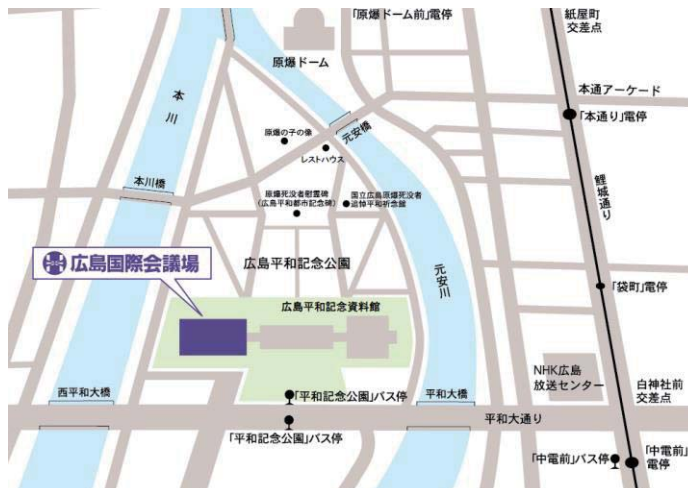 「原爆ドーム前」電停
紙屋町
交差点
原爆ドーム
本通アーケード
本川
「本通り」電停
原爆の子の像
元安橋
レストハウス
本川橋
原爆死没者慰霊碑
(広島平和都市記念碑)
国立広島原爆死没者
追悼平和祈念館
鯉城通り
広島国際会議場
広島平和記念公園
元安川
「袋町」電停
広島平和記念資料館
NHK広島
放送センター
白神社前
交差点
西平和大橋
「平和記念公園」バス停
平和大橋
平和大通り
「平和記念公園」バス停
「中電前」バス停
「中電前」
電停